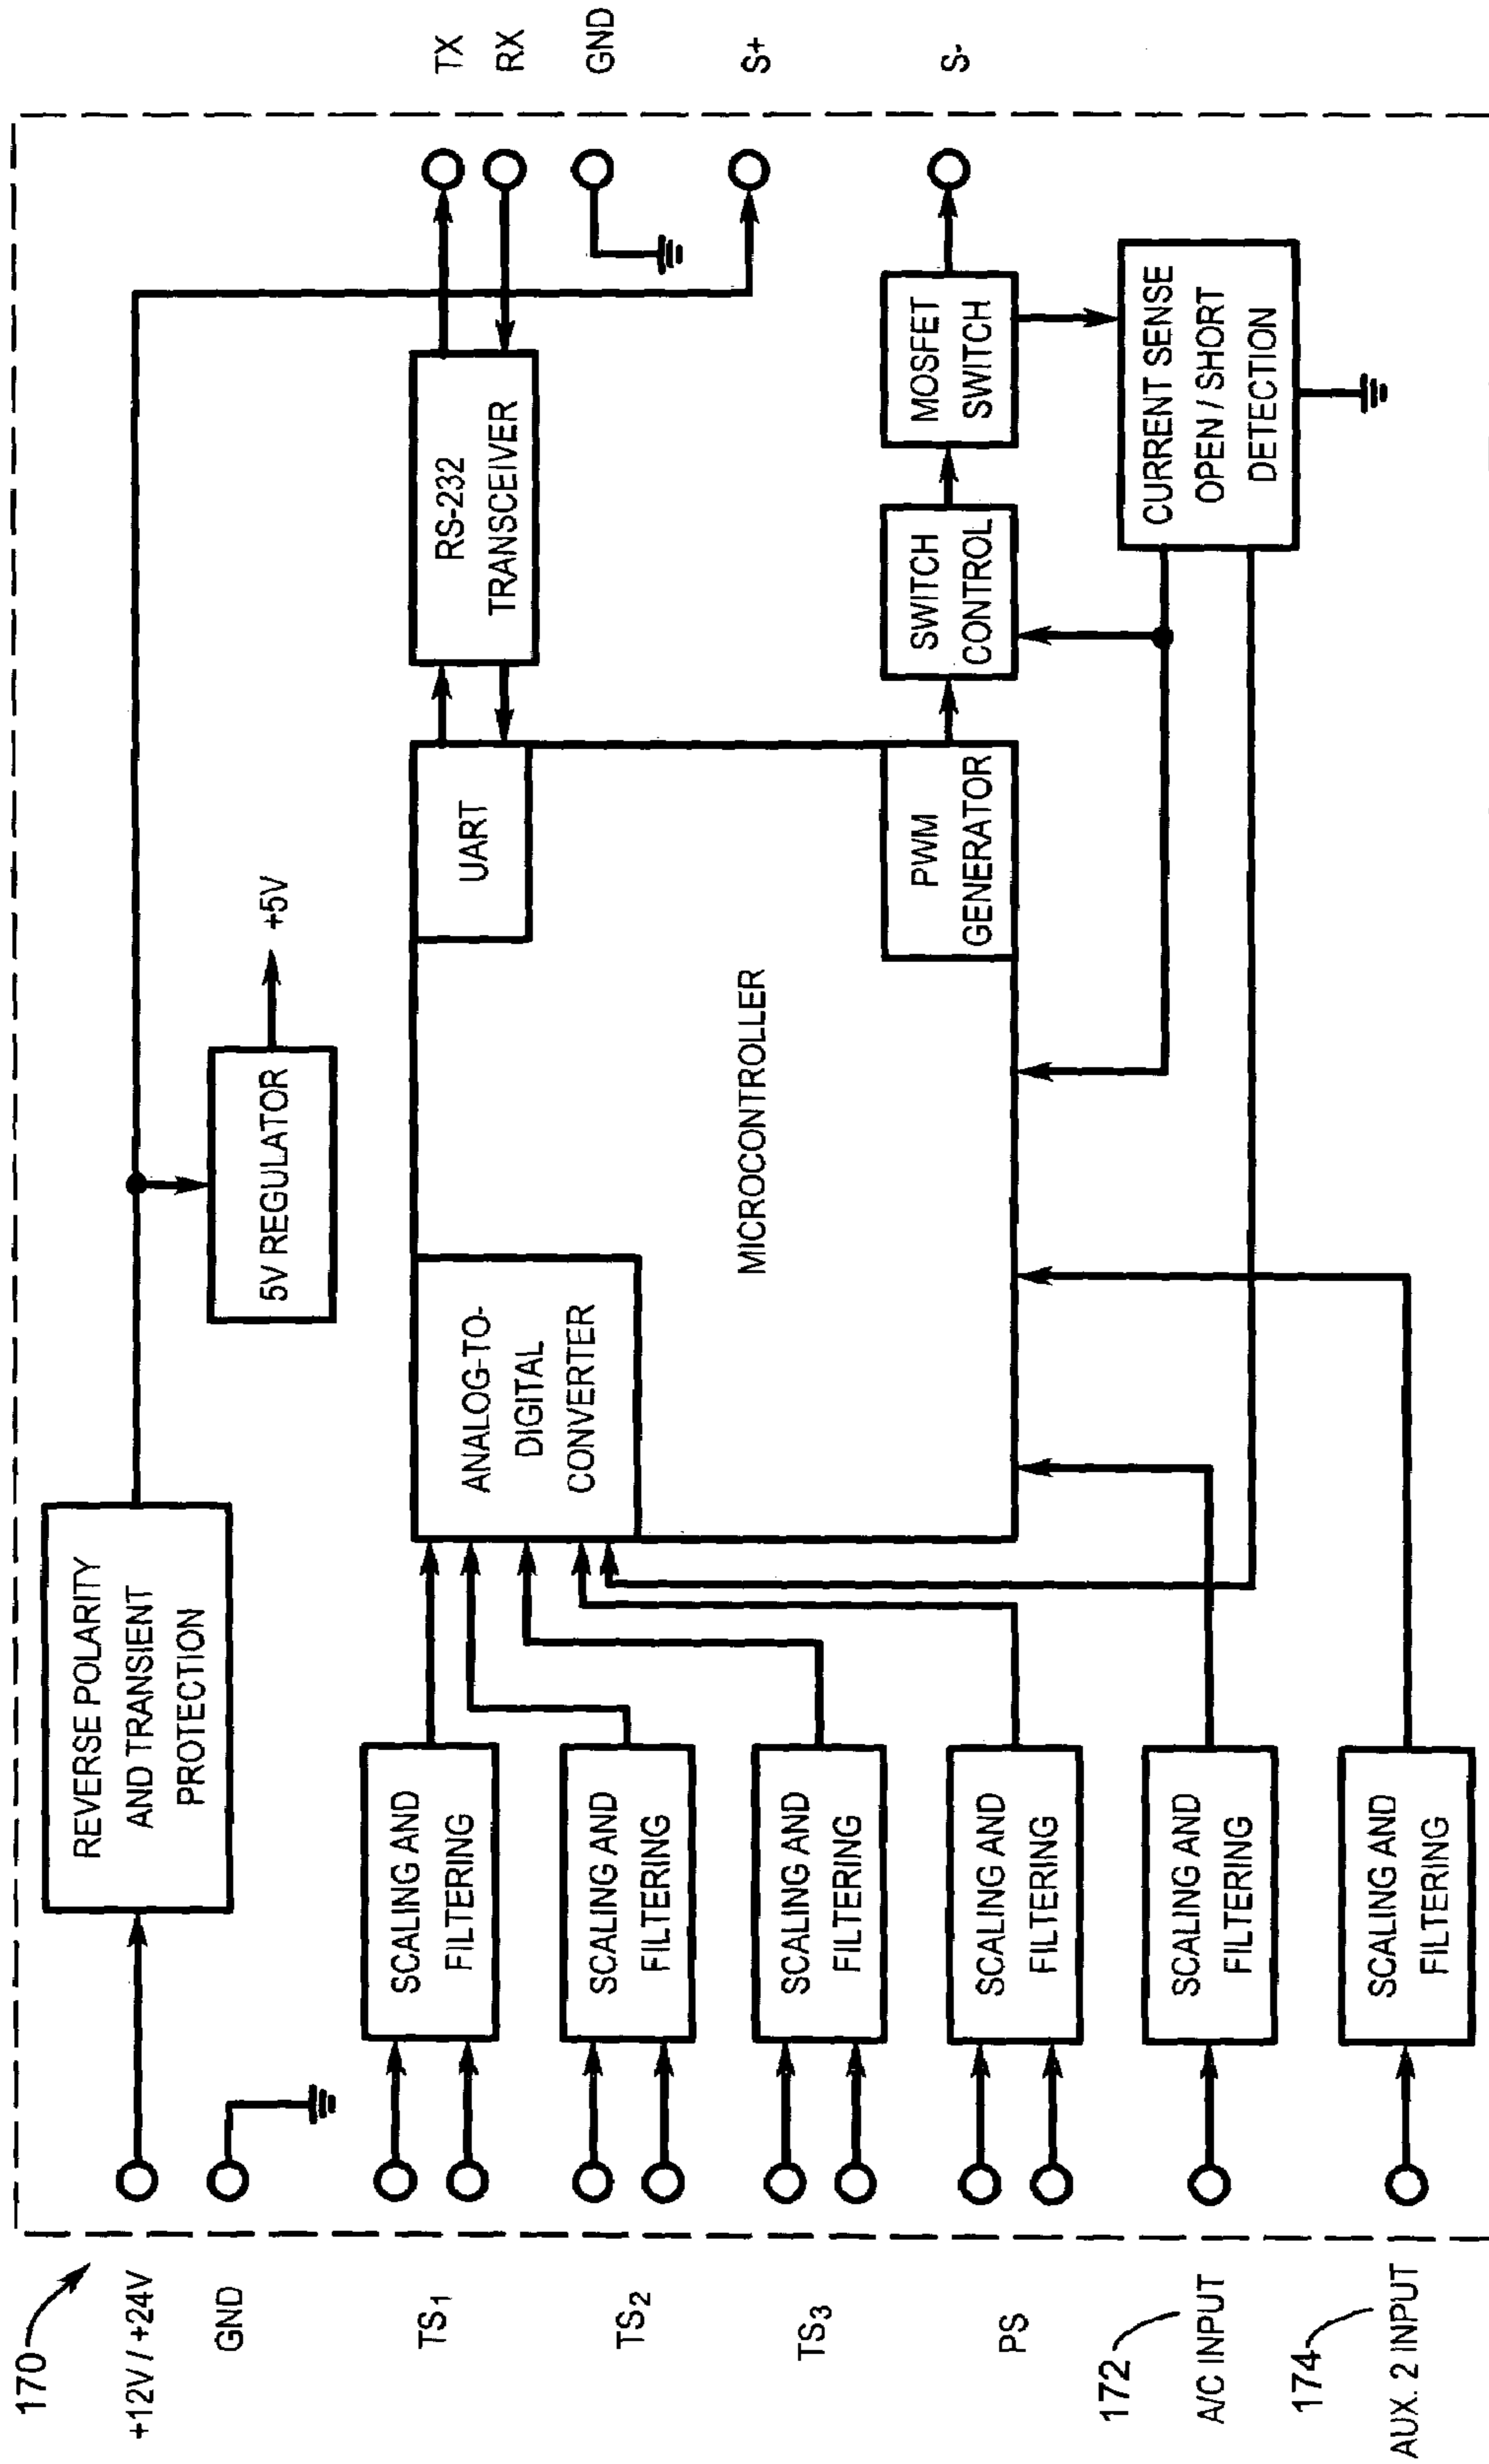 170
+12V / +24V
GND
TS1
TS2
TS3
PS
172
A/C INPUT
174
AUX. 2 INPUT
REVERSE POLARITY
AND TRANSIENT
PROTECTION
5V REGULATOR
+5V
SCALING AND
FILTERING
SCALING AND
FILTERING
SCALING AND
FILTERING
SCALING AND
FILTERING
SCALING AND
FILTERING
SCALING AND
FILTERING
ANALOG-TO-
DIGITAL
CONVERTER
MICROCONTROLLER
UART
PWM
GENERATOR
RS-232
TRANSCEIVER
SWITCH
CONTROL
MOSFET
SWITCH
CURRENT SENSE
OPEN / SHORT
DETECTION
TX
RX
GND
S+
S-